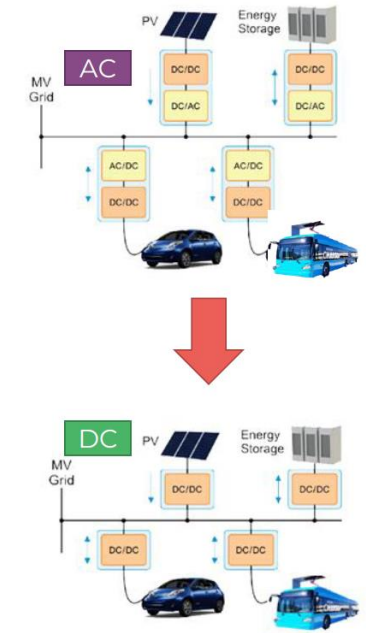 PV
Energy
Storage
AC
DC/DC
DC/DC
MV
Grid
DC/AC
DC/AC
AC/DC
AC/DC
DC/DC
DC/DC
DC
PV
Energy
Storage
MV
Grid
DC/DC
DC/DC
DC/DC
DC/DC